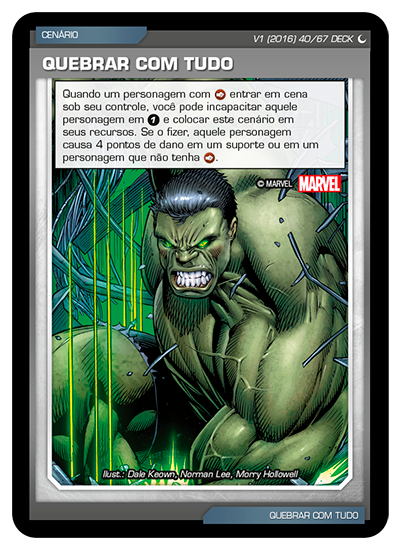 CENÁRIO
V1 (2016) 40/67 DECK
QUEBRAR COM TUDO
Quando um personagem com entrar em cena
sob seu controle, você pode incapacitar aquele
personagem em 1 e colocar este cenário em
seus recursos. Se o fizer, aquele personagem
causa 4 pontos de dano em um suporte ou em um
personagem que não tenha .
© MARVEL MARVEL
Ilust.: Dale Keown, Norman Lee, Morry Hollowell
QUEBRAR COM TUDO